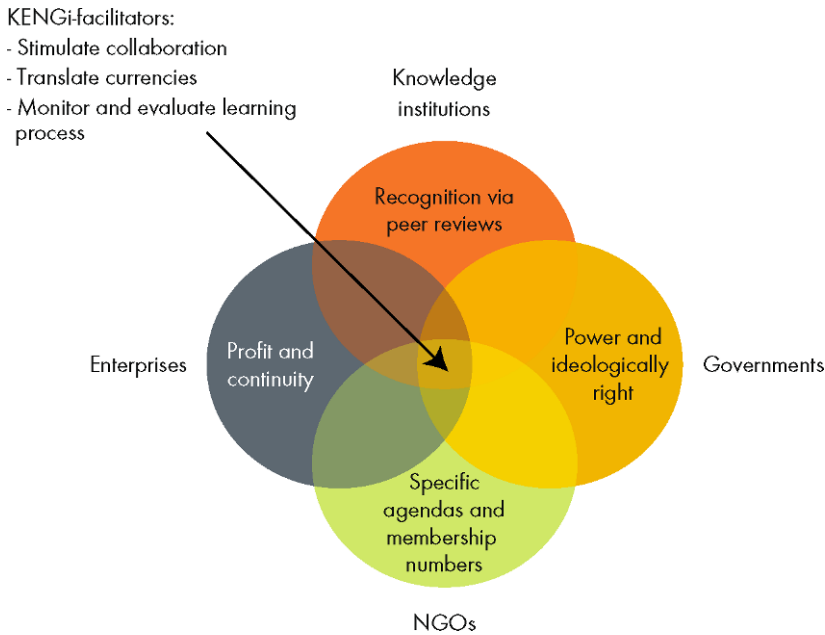 KENGi-facilitators:
- Stimulate collaboration
- Translate currencies
- Monitor and evaluate learning
process
Knowledge
institutions
Recognition via
peer reviews
Enterprises
Profit and
continuity
Power and
ideologically
right
Governments
Specific
agendas and
membership
numbers
NGOs